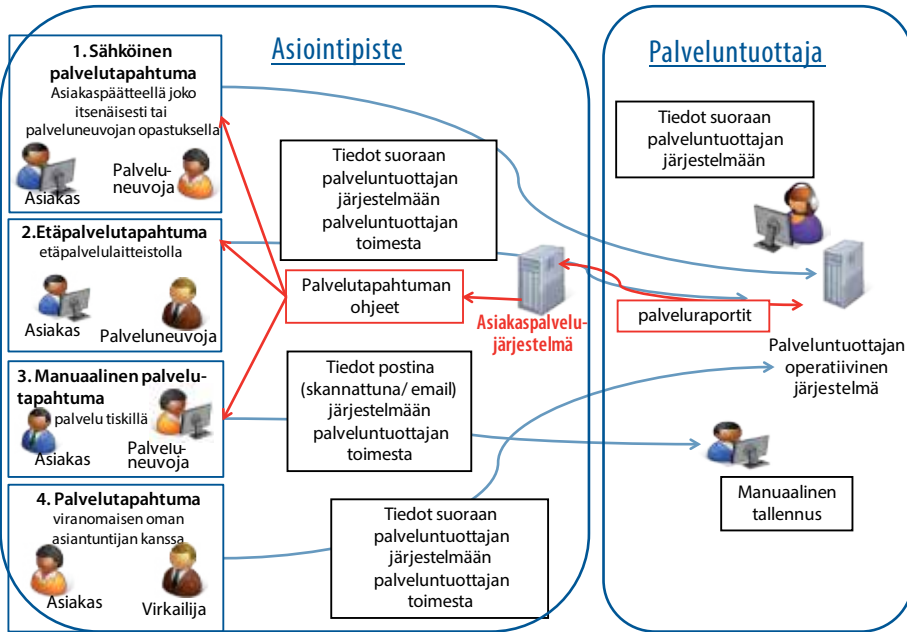 Asiointipiste
Palveluntuottaja
1. Sähköinen
palvelutapahtuma
Asiakaspäätteellä joko
itsenäisesti tai
palveluneuvojan opastuksella
Palvelu-
neuvoja
Asiakas
2.Etäpalvelutapahtuma
etäpalvelulaitteistolla
Asiakas
Palveluneuvoja
3. Manuaalinen palvelu-
tapahtuma
palvelu tiskillä
Asiakas
Palvelu-
neuvoja
4. Palvelutapahtuma
viranomaisen oman
asiantuntijan kanssa
Asiakas
Virkailija
Tiedot suoraan
palveluntuottajan
järjestelmään
palveluntuottajan
toimesta
Palvelutapahtuman
ohjeet
Asiakaspalvelu-
järjestelmä
Tiedot postina
(skannattuna/ email)
järjestelmään
palveluntuottajan
toimesta
Tiedot suoraan
palveluntuottajan
järjestelmään
palveluntuottajan
toimesta
Tiedot suoraan
palveluntuottajan
järjestelmään
palveluraportit
Palveluntuottajan
operatiivinen
järjestelmä
Manuaalinen
tallennus